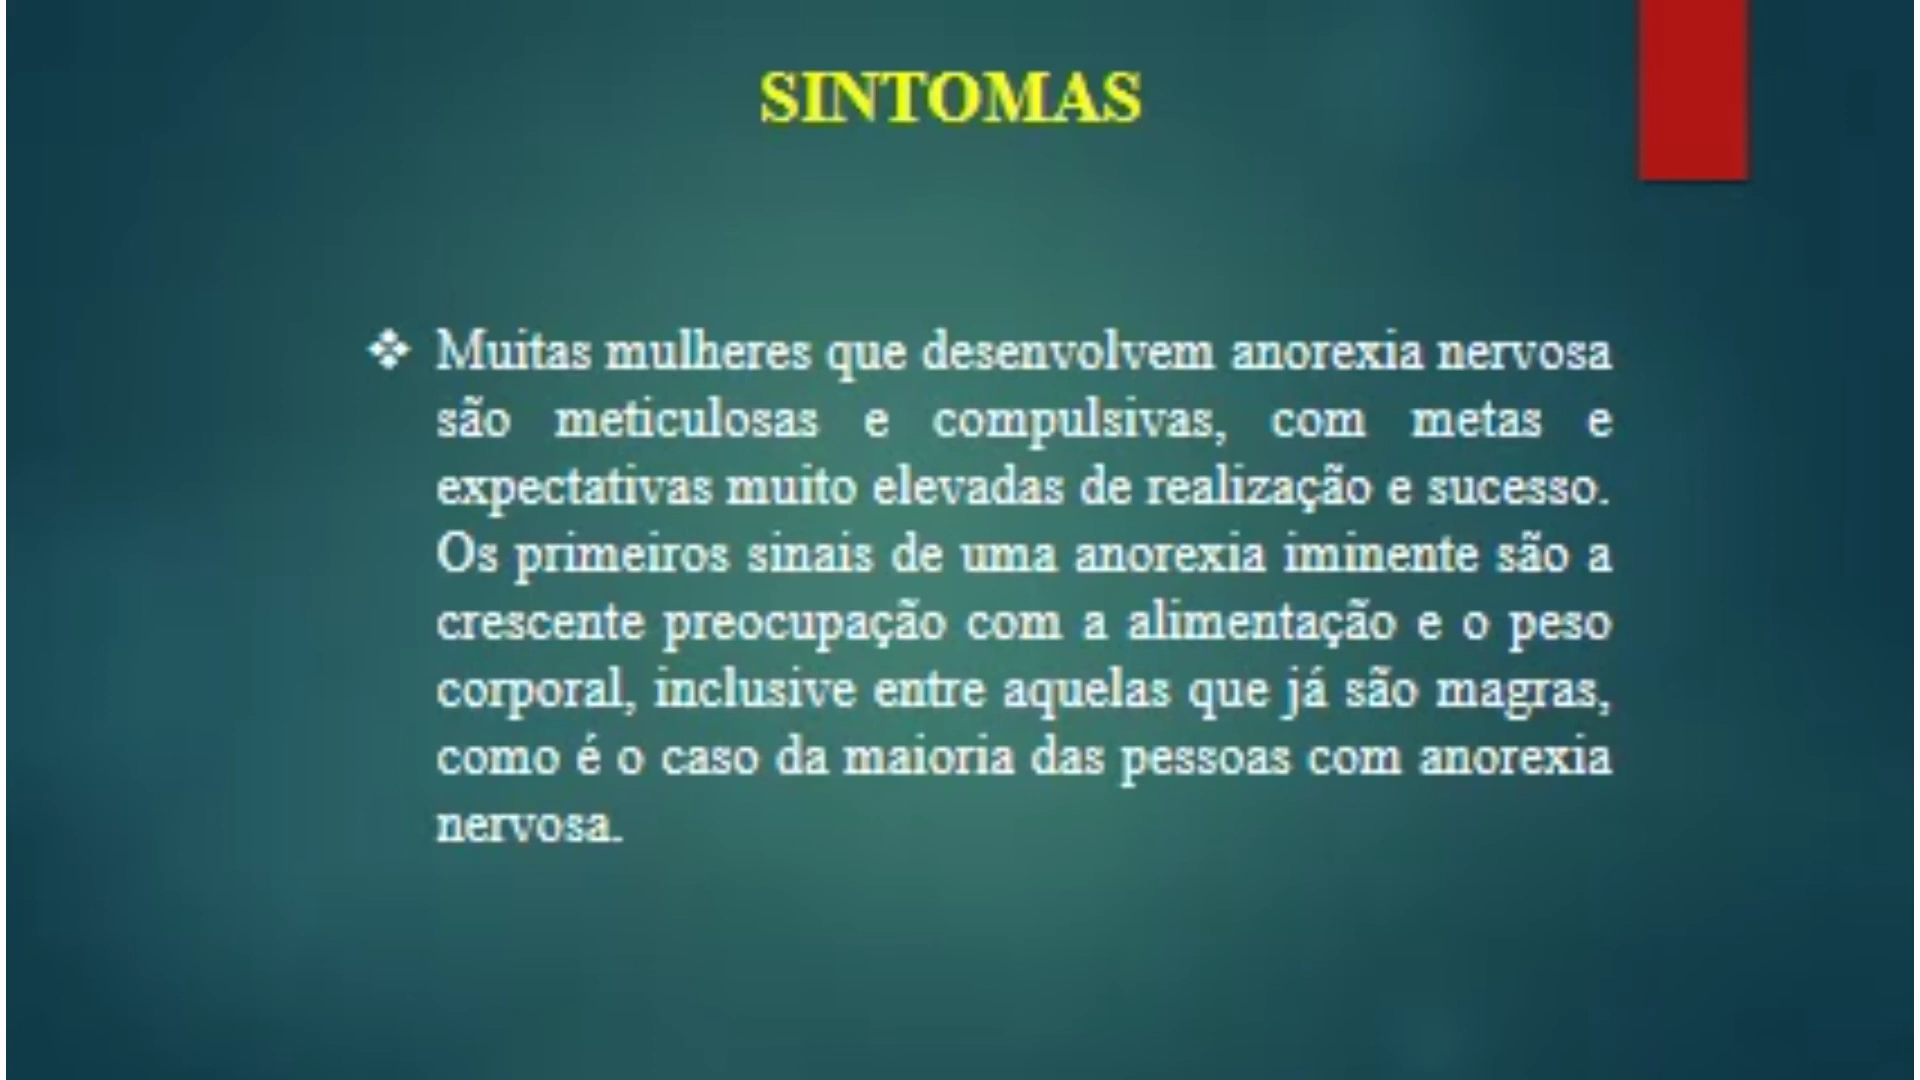 SINTOMAS
❖ Muitas mulheres que desenvolvem anorexia nervosa
são meticulosas e compulsivas, com metas e
expectativas muito elevadas de realização e sucesso.
Os primeiros sinais de uma anorexia iminente são a
crescente preocupação com a alimentação e o peso
corporal, inclusive entre aquelas que já são magras,
como é o caso da maioria das pessoas com anorexia
nervosa.